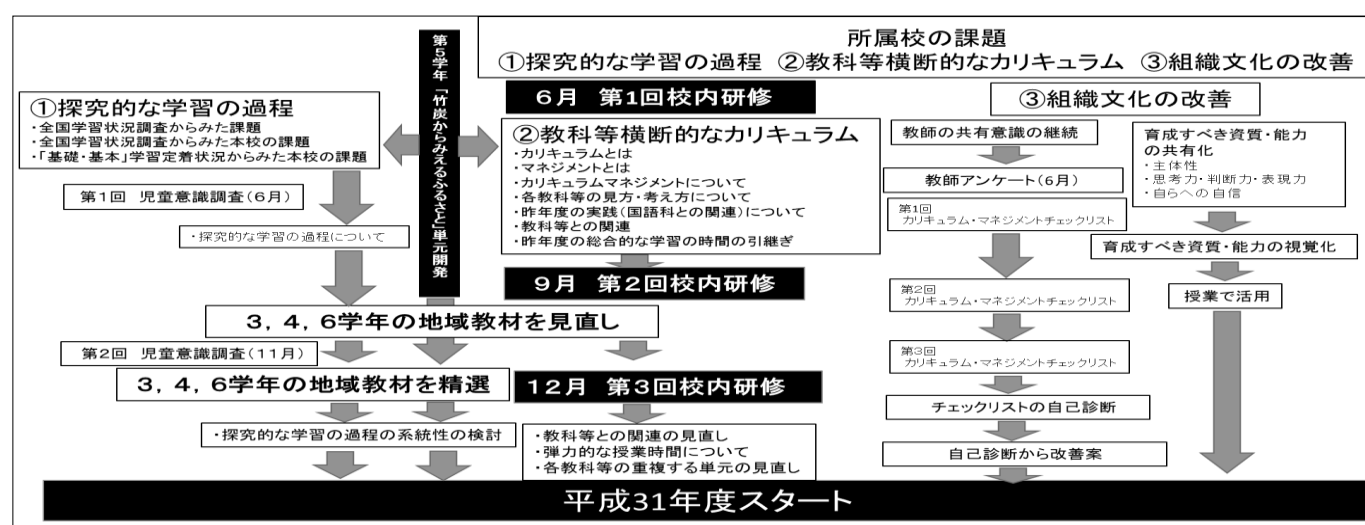 所属校の課題
①探究的な学習の過程 ②教科等横断的なカリキュラム ③組織文化の改善
第5学年「竹炭からみえるふるさと」単元開発
①探究的な学習の過程
・全国学習状況調査からみた課題
・全国学習状況調査からみた本校の課題
・「基礎・基本」学習定着状況からみた本校の課題
第1回 児童意識調査(6月)
・探究的な学習の過程について
6月 第1回校内研修
②教科等横断的なカリキュラム
・カリキュラムとは
・マネジメントとは
・カリキュラムマネジメントについて
・各教科等の見方・考え方について
・昨年度の実践(国語科との関連)について
・教科等との関連
・昨年度の総合的な学習の時間の引継ぎ
9月 第2回校内研修
3, 4, 6学年の地域教材を見直し
第2回 児童意識調査(11月)
3, 4, 6学年の地域教材を精選
・探究的な学習の過程の系統性の検討
12月 第3回校内研修
・教科等との関連の見直し
・弾力的な授業時間について
・各教科等の重複する単元の見直し
③組織文化の改善
教師の共有意識の継続
教師アンケート(6月)
第1回
カリキュラム・マネジメントチェックリスト
第2回
カリキュラム・マネジメントチェックリスト
第3回
カリキュラム・マネジメントチェックリスト
チェックリストの自己診断
自己診断から改善案
育成すべき資質・能力
の共有化
・主体性
・思考力・判断力・表現力
・自らへの自信
育成すべき資質・能力の視覚化
授業で活用
平成31年度スタート